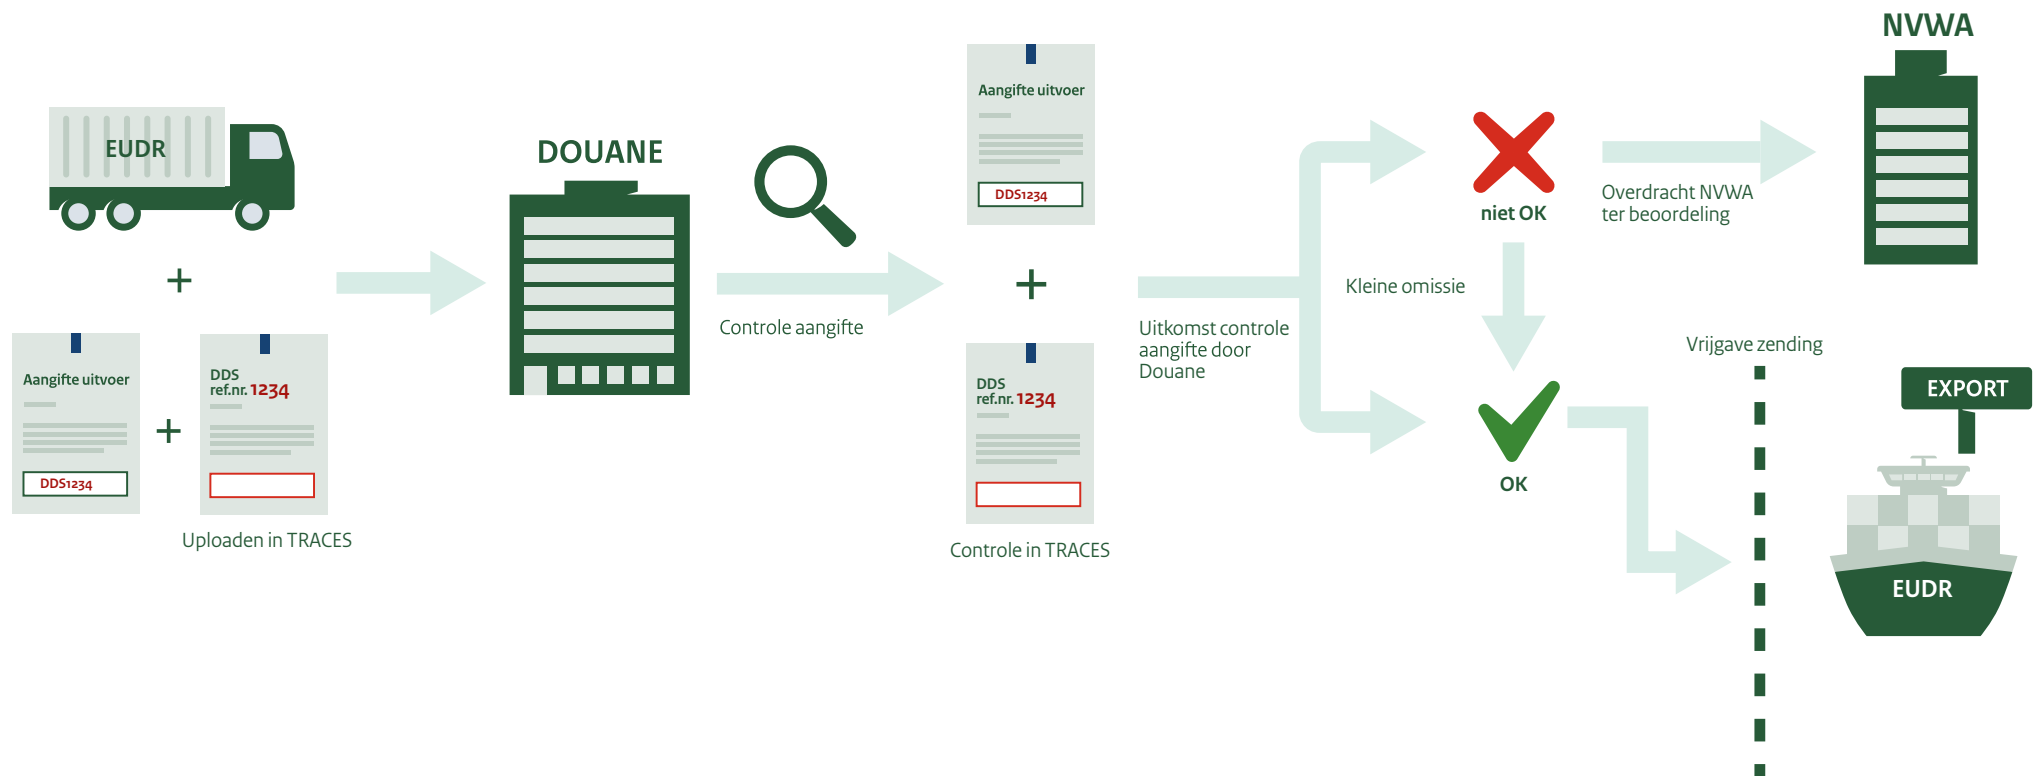 EUDR
Aangifte uitvoer
DDS1234
DDS
ref.nr. 1234
Uploaden in TRACES
DOUANE
Controle aangifte
Aangifte uitvoer
DDS1234
DDS
ref.nr. 1234
Controle in TRACES
Uitkomst controle
aangifte door
Douane
niet OK
Kleine omissie
OK
Overdracht NVWA
ter beoordeling
NVWA
Vrijgave zending
EXPORT
EUDR